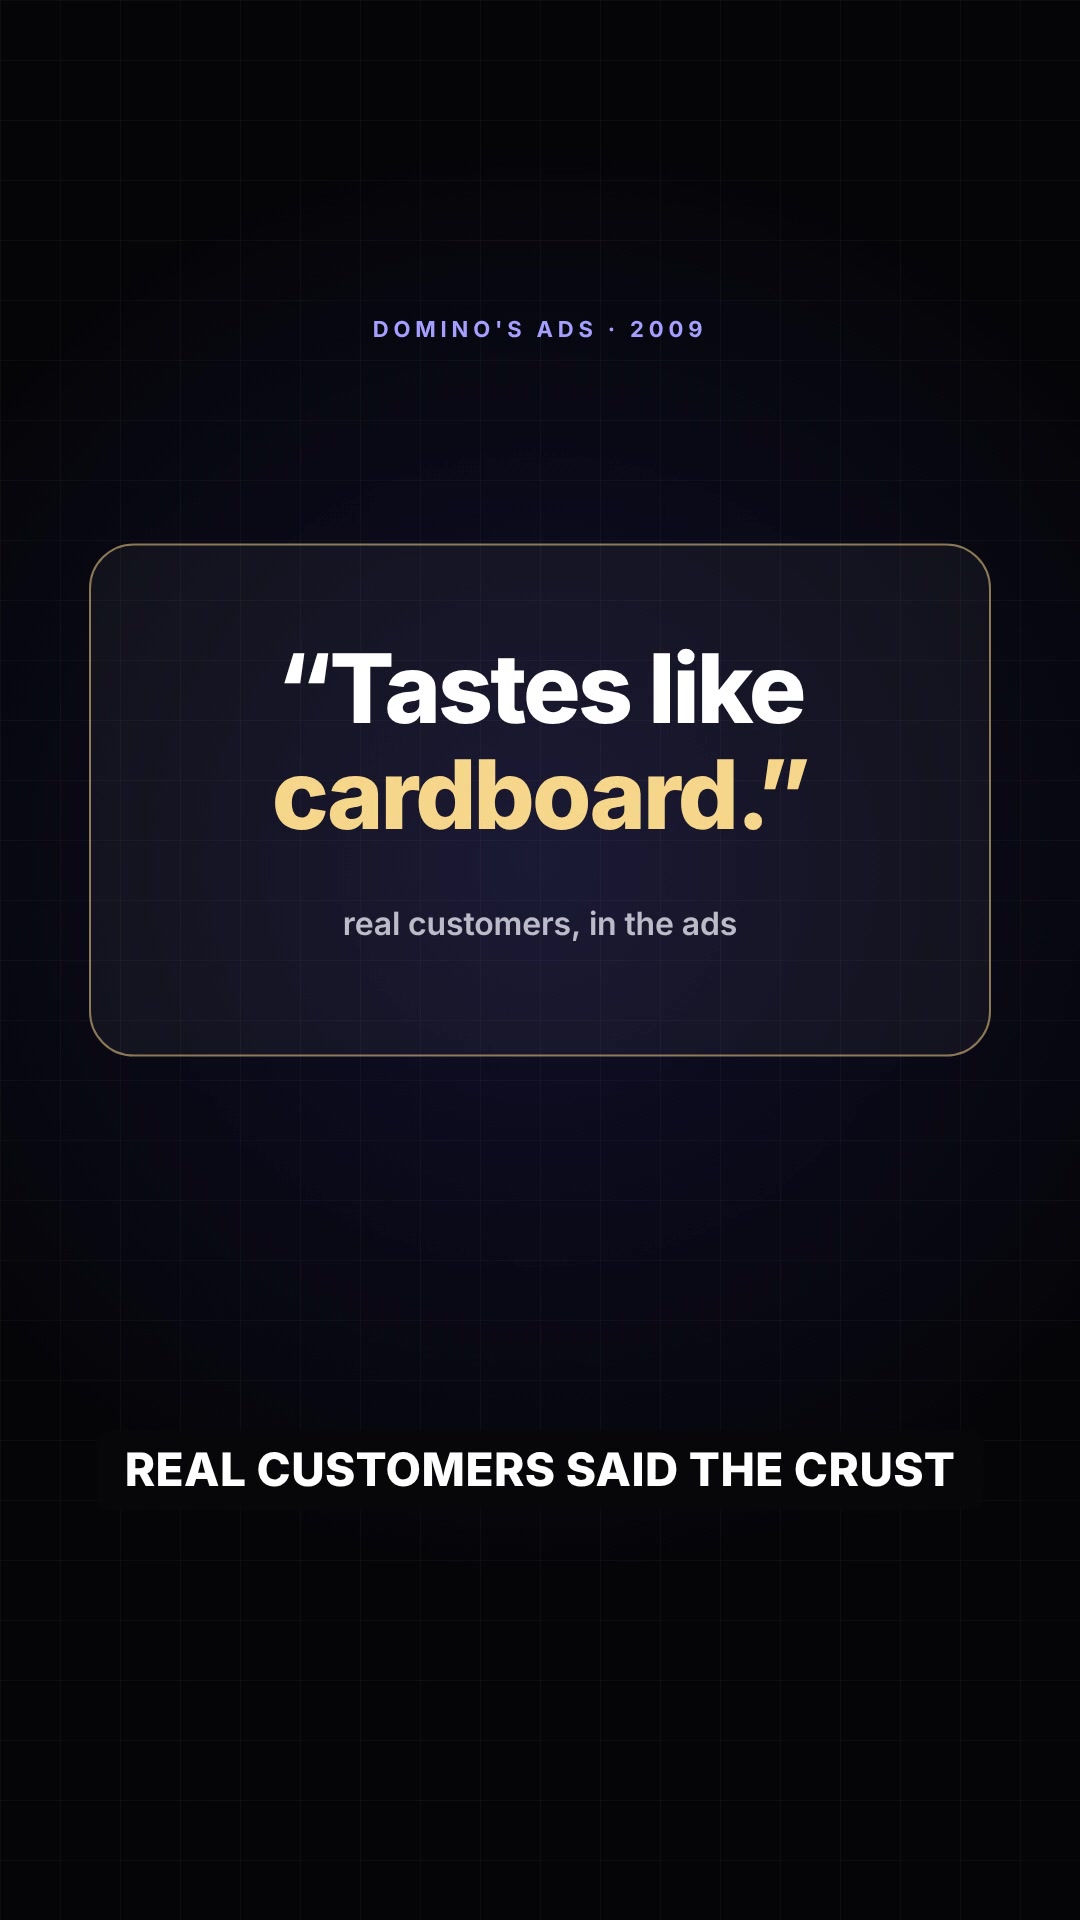 DOMINO'S ADS · 2009
“Tastes like
cardboard.”
real customers, in the ads
REAL CUSTOMERS SAID THE CRUST